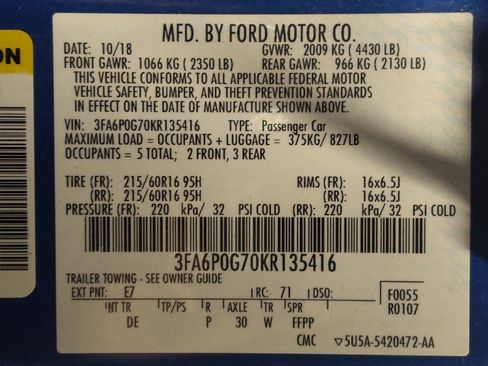 ON
MFD. BY FORD MOTOR CO.
DATE: 10/18 GVWR: 2009 KG ( 4430 LB)
FRONT GAWR: 1066 KG ( 2350 LB) REAR GAWR: 966 KG ( 2130 LB)
THIS VEHICLE CONFORMS TO ALL APPLICABLE FEDERAL MOTOR
VEHICLE SAFETY, BUMPER, AND THEFT PREVENTION STANDARDS
IN EFFECT ON THE DATE OF MANUFACTURE SHOWN ABOVE.
VIN: 3FA6P0G70KR135416 TYPE: Passenger Car
MAXIMUM LOAD = OCCUPANTS + LUGGAGE = 375KG/ 827LB
OCCUPANTS = 5 TOTAL; 2 FRONT, 3 REAR
TIRE (FR): 215/60R16 95H RIMS (FR): 16x6.5J
(RR): 215/60R16 95H (RR): 16x6.5J
PRESSURE (FR): 220 kPa/ 32 PSI COLD (RR): 220 kPa/ 32 PSI COLD
3FA6P0G70KR135416
TRAILER TOWING - SEE OWNER GUIDE
EXT PNT: E7 RC: 71 DSO: F0055
INT TR TP/PS R AXLE TR SPR R0107
DE P 30 W FFPP
CMC ▽5U5A-5420472-AA